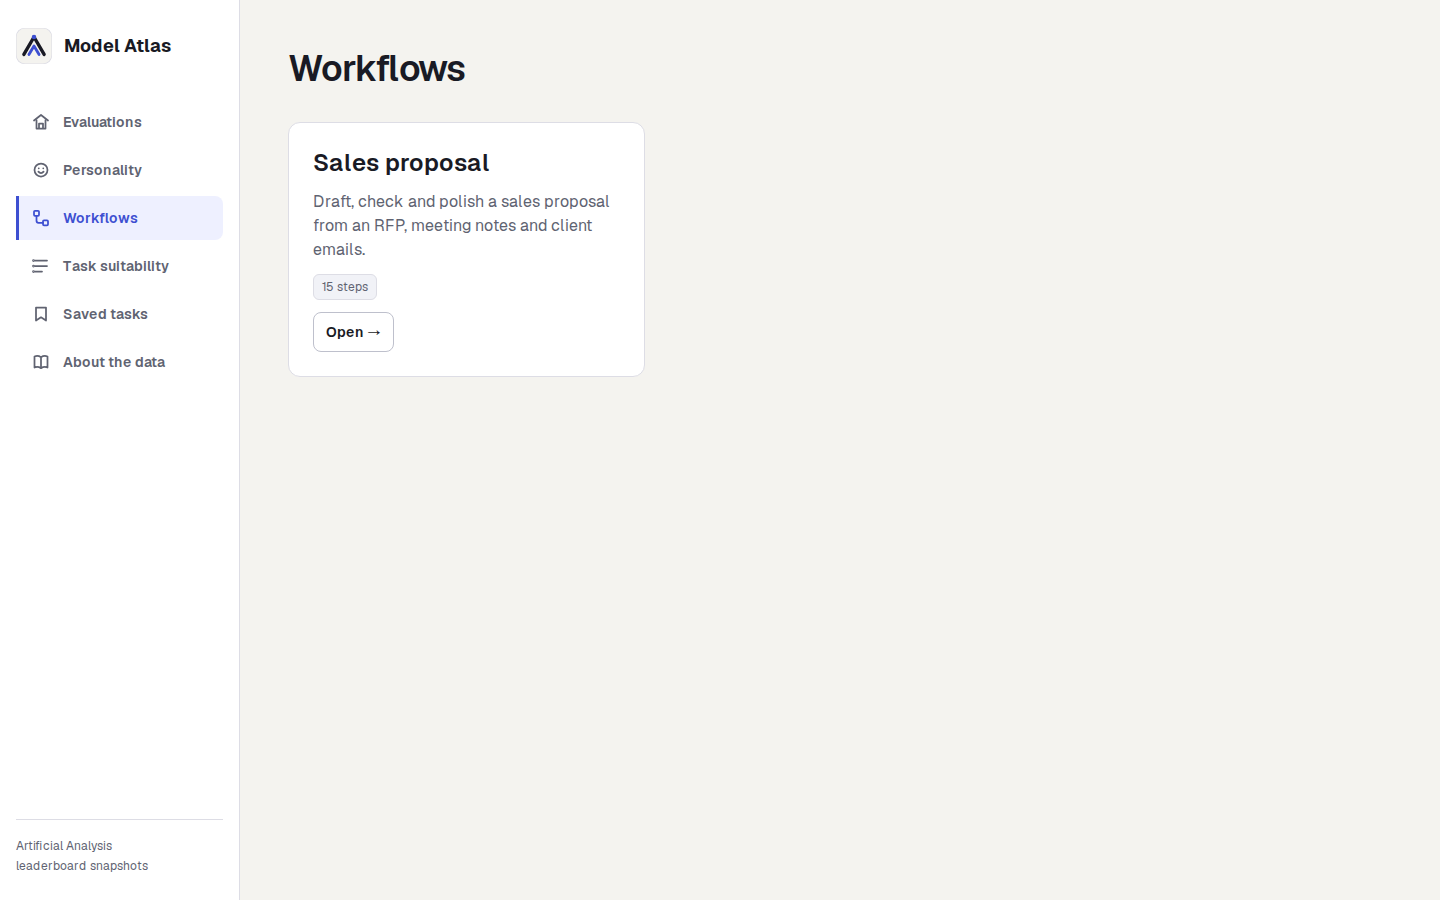 Model Atlas
Evaluations
Personality
Workflows
Task suitability
Saved tasks
About the data
Artificial Analysis
leaderboard snapshots
Workflows
Sales proposal
Draft, check and polish a sales proposal
from an RFP, meeting notes and client
emails.
15 steps
Open →